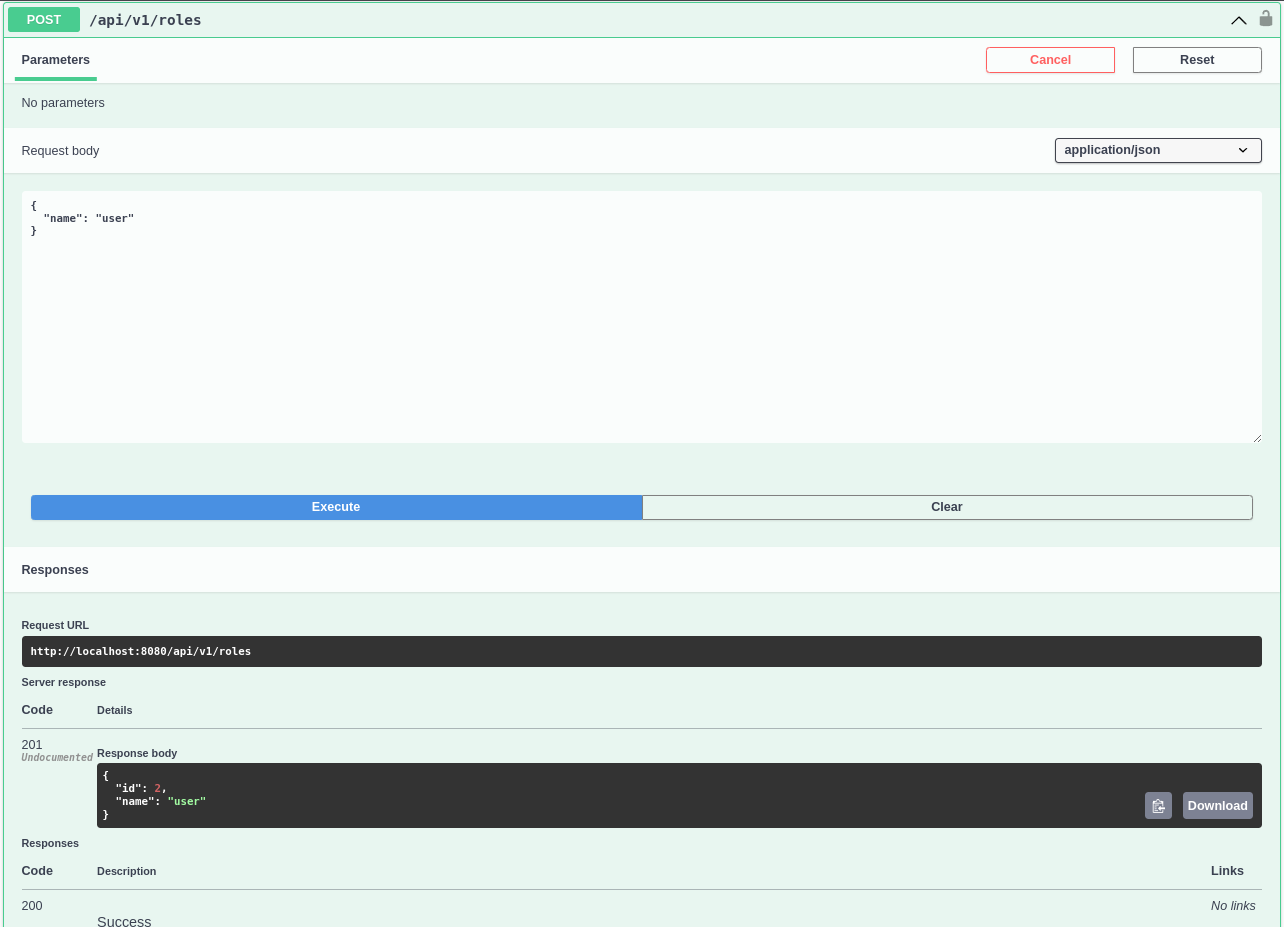 POST /api/v1/roles
Parameters Cancel Reset
No parameters
Request body application/json
{
  "name": "user"
}
Execute Clear
Responses
Request URL
http://localhost:8080/api/v1/roles
Server response
Code Details
201
Undocumented
Response body
{
  "id": 2,
  "name": "user"
}
Download
Responses
Code Description Links
200 No links
Success